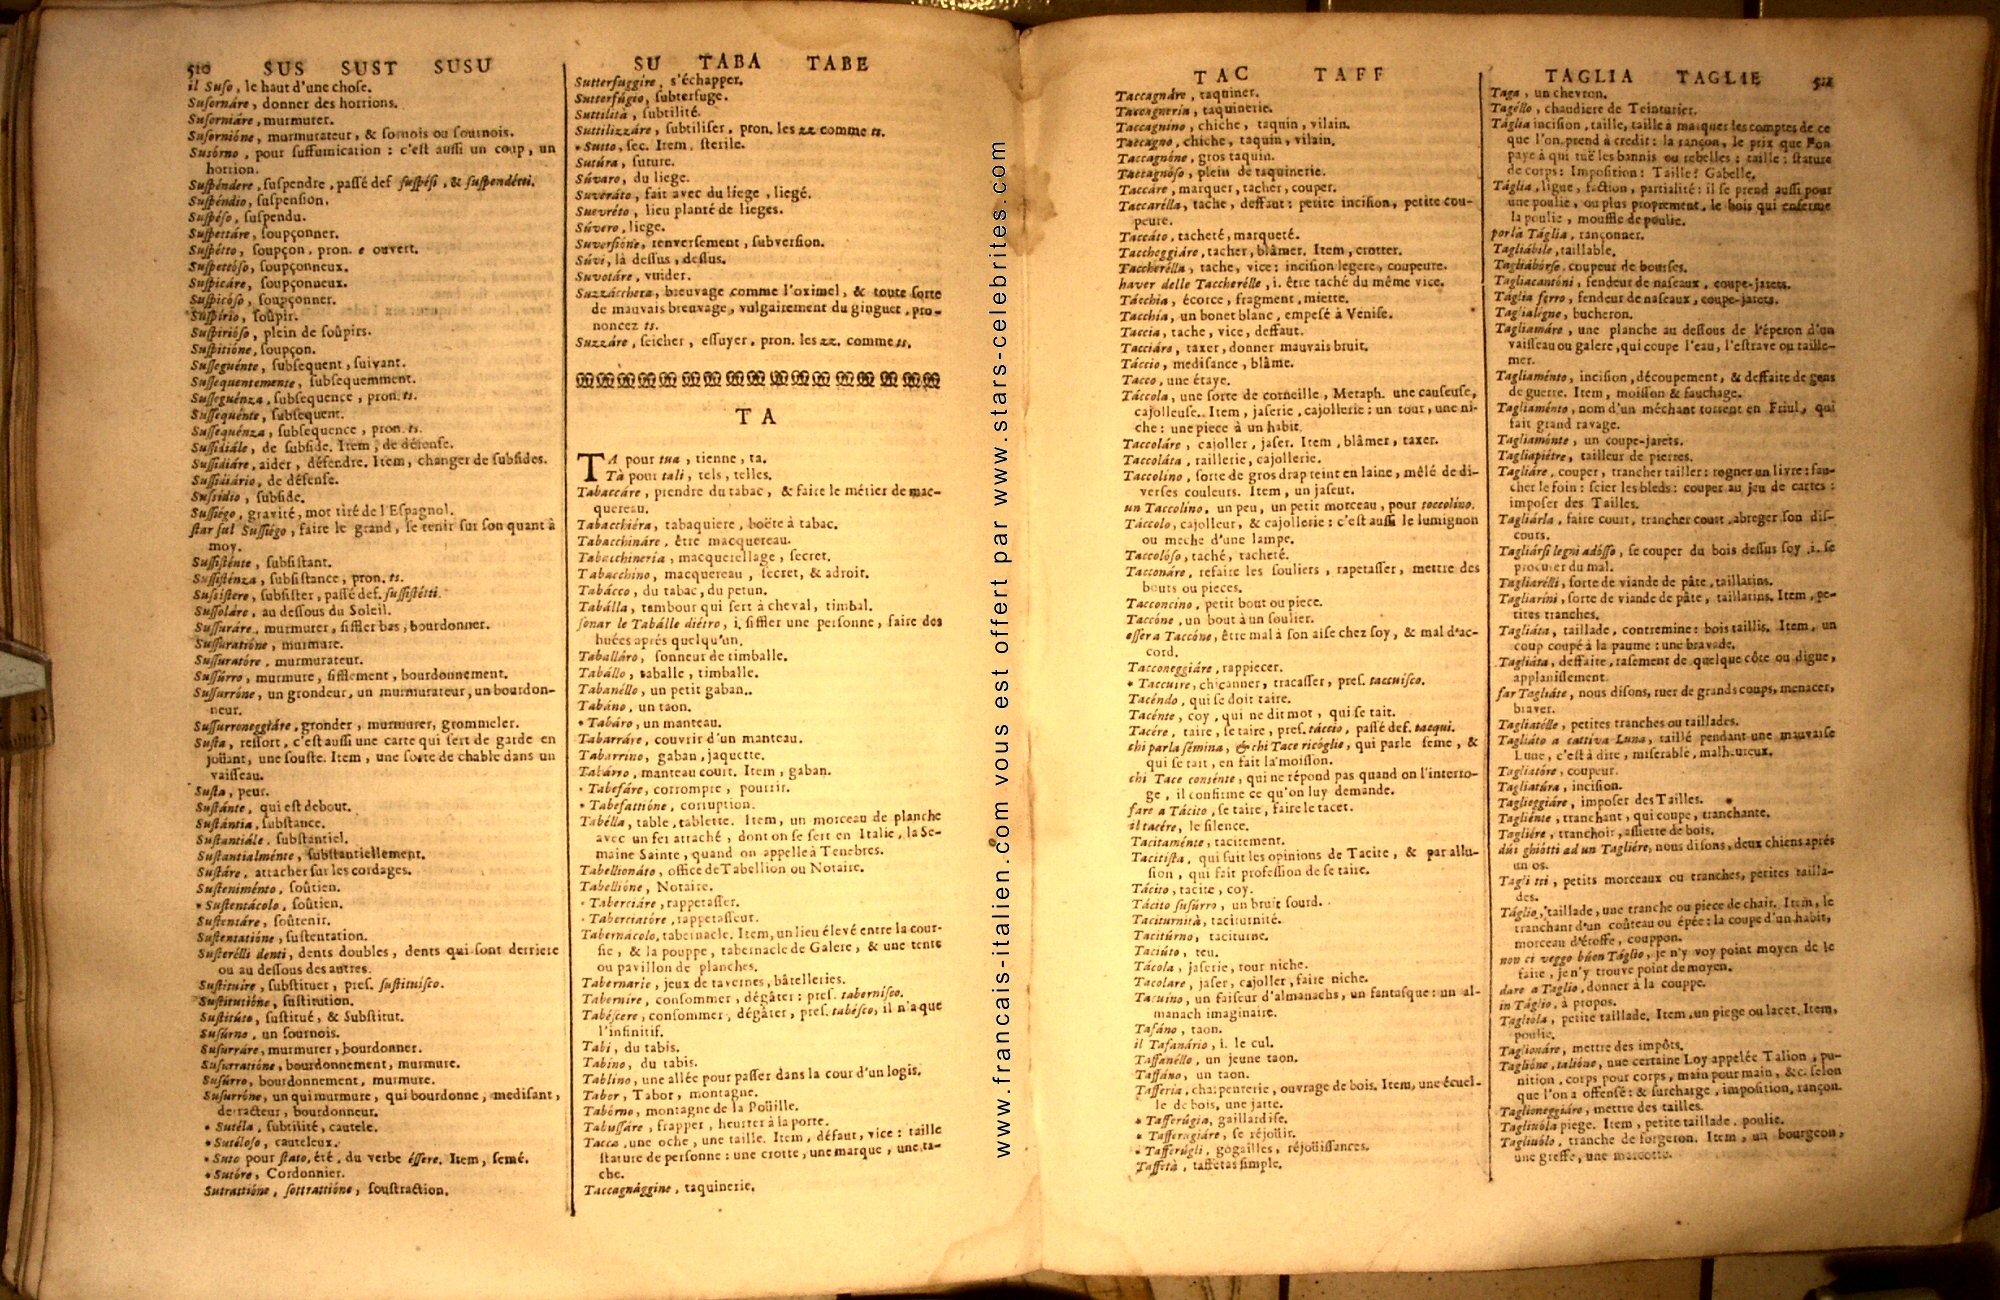 510 SUS SUST SUSU
il Suso, le haut d'une chose.
Susornáre, donner des horrions.
Susorniáre, murmurer.
Susornióne, murmurateur, & sornois ou sournois.
Susórno, pour suffumication : c'est aussi un coup, un
horrion.
Suspéndere, suspendre, passé def. suspési, & suspendétti.
Suspéndio, suspension.
Suspéso, suspendu.
Suspettáre, soupçonner.
Suspétto, soupçon, pron. e ouvert.
Suspettóso, soupçonneux.
Suspicáre, soupçonneux.
Suspicóso, soupçonner.
Suspírio, soûpir.
Suspirióso, plein de soûpirs.
Suspitióne, soupçon.
Susseguénte, subsequent, suivant.
Sussequentemente, subsequemment.
Susseguénza, subsequence, pron. ts.
Sussequénte, subsequent.
Sussequénza, subsequence, pron. ts.
Sussidiále, de subside. Item, de défense.
Sussidiáre, aider, défendre. Item, changer de subsides.
Sussidiário, de défense.
Sussidio, subside.
Sussiégo, gravité, mot tiré de l'Espagnol.
star sul Sussiégo, faire le grand, se tenir sur son quant à
moy.
Sussisténte, subsistant.
Sussisténza, subsistance, pron. ts.
Sussistere, subsister, passé def. sussistétti.
Sussoláre, au dessous du Soleil.
Sussuráre, murmurer, siffler bas, bourdonner.
Sussuratióne, murmure.
Sussuratóre, murmurateur.
Sussúrro, murmure, sifflement, bourdonnement.
Sussurróne, un grondeur, un murmurateur, un bourdon-
neur.
Sussurroneggiáre, gronder, murmurer, grommeler.
Susta, ressort, c'est aussi une carte qui sert de garde en
joüant, une souste. Item, une sorte de chable dans un
vaisseau.
Susta, peur.
Sustánte, qui est debout.
Sustántia, substance.
Sustantiále, substantiel.
Sustantialménte, substantiellement.
Sustáre, attacher sur les cordages.
Sustenimento, soûtien.
* Sustentácolo, soûtien.
Sustentáre, soûtenir.
Sustentatióne, sustentation.
Susterélli denti, dents doubles, dents qui sont derriere
ou au dessous des autres.
Sustituire, substituer, pres. sustituisco.
Sustitutióne, sustitution.
Sustitúto, sustitué, & Substitut.
Susúrno, un sournois.
Susurráre, murmurer, bourdonner.
Susurratióne, bourdonnement, murmure.
Susúrro, bourdonnement, murmure.
Susurróne, un qui murmure, qui bourdonne, medisant,
detracteur, bourdonneur.
* Sutéla, subtilité, cautele.
* Suteloso, cauteleux.
* Suto pour stato, été, du verbe éssere. Item, semé.
* Sutóre, Cordonnier.
Sutrattióne, sottrattióne, soustraction.
SU TABA TABE
Sutterfuggire, s'échapper.
Sutterfúgio, subterfuge.
Suttilità, subtilité.
Suttilizzáre, subtiliser, pron. les zz comme ts.
* Sutto, sec. Item, sterile.
Sutúra, suture.
Súvaro, du liege.
Suveráto, fait avec du liege, liegé.
Suevréto, lieu planté de lieges.
Súvero, liege.
Suversióne, renversement, subversion.
Súvi, là dessus, dessus.
Suvotáre, vuider.
Suzzácchera, breuvage comme l'oximel, & toute sorte
de mauvais breuvage, vulgairement du ginguet, pro-
noncez ts.
Suzzáre, seicher, essuyer, pron. les zz. comme ts.
TA
TA pour tua, tienne, ta.
Tà pour tali, tels, telles.
Tabaccáre, prendre du tabac, & faire le métier de mac-
quereau.
Tabacchiéra, tabaquiere, boëte à tabac.
Tabacchináre, être macquereau.
Tabacchineria, macquerellage, secret.
Tabacchino, macquereau, secret, & adroit.
Tabácco, du tabac, du petun.
Tabálla, tambour qui sert à cheval, timbal.
sonar le Tabálle diétro, i. siffler une personne, faire des
huées aprés quelqu'un.
Taballáro, sonneur de timballe.
Tabállo, taballe, timballe.
Tabanéllo, un petit gaban..
Tabáno, un taon.
* Tabáro, un manteau.
Tabarráre, couvrir d'un manteau.
Tabarrino, gaban, jaquette.
Tabárro, manteau court. Item, gaban.
* Tabefáre, corrompre, pourrir.
* Tabefattióne, corruption.
Tabélla, table, tablette. Item, un morceau de planche
avec un fer attaché, dont on se sert en Italie, la Se-
maine Sainte, quand on appelle à Tenebres.
Tabellionáto, office de Tabellion ou Notaire.
Tabellióne, Notaire.
* Taberciáre, rappetasser.
* Taberciatóre, rappetasseur.
Tabernácolo, tabernacle. Item, un lieu élevé entre la cour-
sie, & la pouppe, tabernacle de Galere, & une tente
ou pavillon de planches.
Tabernarie, jeux de tavernes, bâtelleries.
Tabernire, consommer, dégâter : pres. tabernisco.
Tabéscere, consommer, dégâter, pres. tabésco, il n'a que
l'infinitif.
Tabi, du tabis.
Tabino, du tabis.
Tablino, une allée pour passer dans la cour d'un logis.
Tabor, Tabor, montagne.
Tabórno, montagne de la Poüille.
Tabussáre, frapper, heurter à la porte.
Tacca, une oche, une taille. Item, défaut, vice : taille
stature de personne : une crotte, une marque, une ta-
che.
Taccagnággine, taquinerie.
www.francais-italien.com vous est offert par www.stars-celebrites.com
TAC TAFF
Taccagnáre, taquiner.
Taccagneria, taquinerie.
Taccagnino, chiche, taquin, vilain.
Taccagno, chiche, taquin, vilain.
Taccagnóne, gros taquin.
Taccagnóso, plein de taquinerie.
Taccáre, marquer, tacher, couper.
Taccarélla, tache, deffaut : petite incision, petite cou-
peure.
Taccáto, tacheté, marqueté.
Taccheggiáre, tacher, blâmer. Item, crotter.
Taccherélla, tache, vice : incision legere, coupeure.
haver delle Taccherélle, i. être taché du même vice.
Tácchia, écorce, fragment, miette.
Tacchía, un bonet blanc, empesé à Venise.
Taccia, tache, vice, deffaut.
Tacciáre, taxer, donner mauvais bruit.
Táccio, medisance, blâme.
Tacco, une étaye.
Táccola, une sorte de corneille, Metaph. une causeuse,
cajolleuse. Item, jaserie, cajollerie : un tour, une ni-
che : une piece à un habit.
Taccoláre, cajoller, jaser. Item, blâmer, taxer.
Taccoláta, raillerie, cajollerie.
Taccolino, sorte de gros drap teint en laine, mêlé de di-
verses couleurs. Item, un jaseur.
un Taccolino, un peu, un petit morceau, pour toccolino.
Táccolo, cajolleur, & cajollerie : c'est aussi le lumignon
ou meche d'une lampe.
Taccolóso, taché, tacheté.
Tacconáre, refaire les souliers, rapetasser, mettre des
bouts ou pieces.
Tacconcino, petit bout ou piece.
Taccóne, un bout à un soulier.
esser a Taccóne, être mal à son aise chez soy, & mal d'ac-
cord.
Tacconeggiáre, rappiecer.
* Taccuire, chicanner, tracasser, pres. taccuisco.
Tacéndo, qui se doit taire.
Tacénte, coy, qui ne dit mot, qui se tait.
Tacére, taire, se taire, pres. táccio, passé def. tacqui.
chi parla sémina, & chi Tace ricóglie, qui parle seme, &
qui se tait, en fait la moisson.
chi Tace consénte, qui ne répond pas quand on l'interro-
ge, il confirme ce qu'on luy demande.
fare a Tácito, se taire, faire le tacet.
il tacére, le silence.
Tacitaménte, tacitement.
Tacitista, qui suit les opinions de Tacite, & par allu-
sion, qui fait profession de se taire.
Tácito, tacite, coy.
Tácito susúrro, un bruit sourd.
Taciturnità, taciturnité.
Tacitúrno, taciturne.
Taciúto, teu.
Tácola, jaserie, tour niche.
Tacolare, jaser, cajoller, faire niche.
Tacuino, un faiseur d'almanachs, un fantasque : un al-
manach imaginaire.
Tafáno, taon.
il Tafanário, i. le cul.
Taffanéllo, un jeune taon.
Taffáno, un taon.
Tafferia, charpenterie, ouvrage de bois. Item, une écuel-
le de bois, une jatte.
* Tafferúgia, gaillardise.
* Tafferugiáre, se réjoüir.
* Tafferúgli, gogailles, réjoüissances.
Taffetà, taffetas simple.
TAGLIA TAGLIE 511
Taga, un chevron.
Tagéllo, chaudiere de Teinturier.
Táglia incision, taille, taille à marquer les comptes de ce
que l'on prend à credit : la rançon, le prix que l'on
paye à qui tuë les bannis ou rebelles : taille : stature
de corps : Imposition : Taille : Gabelle.
Táglia, ligue, faction, partialité : il se prend aussi pour
une poulie, ou plus proprement, le bois qui enferme
la poulie, mouffle de poulie.
por la Táglia, rançonner.
Tagliábile, taillable.
Tagliabórse, coupeur de bourses.
Tagliacantóni, fendeur de naseaux, coupe-jarets.
Táglia ferro, fendeur de naseaux, coupe-jarets.
Taglialégne, bucheron.
Tagliamáre, une planche au dessous de l'éperon d'un
vaisseau ou galere, qui coupe l'eau, l'estrave ou taille-
mer.
Tagliaménto, incision, découpement, & deffaite de gens
de guerre. Item, moisson & fauchage.
Tagliaménto, nom d'un méchant torrent en Friul, qui
fait grand ravage.
Tagliamónte, un coupe-jarets.
Tagliapiétre, tailleur de pierres.
Tagliáre, couper, trancher tailler : rogner un livre : fau-
cher le foin : scier les bleds : couper au jeu de cartes :
imposer des Tailles.
Tagliárla, faire court, trancher court, abreger son dis-
cours.
Tagliársi legni adósso, se couper du bois dessus soy, i. se
procurer du mal.
Tagliarélli, sorte de viande de pâte, taillatins.
Tagliarini, sorte de viande de pâte, taillatins. Item, pe-
tites tranches.
Tagliáta, taillade, contremine : bois taillis. Item, un
coup coupé à la paume : une bravade.
Tagliáta, deffaite, rasement de quelque côte ou digue,
applanissement.
far Tagliáte, nous disons, ruer de grands coups, menacer,
braver.
Tagliatélle, petites tranches ou taillades.
Tagliáto a cattiva Luna, taillé pendant une mauvaise
Lune, c'est à dire, miserable, malheureux.
Tagliatóre, coupeur.
Tagliatúra, incision.
Taglieggiáre, imposer des Tailles.
Tagliénte, tranchant, qui coupe, tranchante.
Tagliére, tranchoir, assiette de bois.
dúi ghiótti ad un Tagliére, nous disons, deux chiens aprés
un os.
petits morceaux ou tranches, petites tailla-
des.
Táglio, taillade, une tranche ou piece de chair. Item, le
tranchant d'un coûteau ou épée : la coupe d'un habit,
morceau d'étoffe, couppon.
non ci veggo búon Táglio, je n'y voy point moyen de le
faire, je n'y trouve point de moyen.
dare a Taglio, donner à la couppe.
in Táglio, à propos.
Tagliola, petite taillade. Item, un piege ou lacet. Item,
poulie.
Taglionáre, mettre des impôts.
Taglióne, talióne, une certaine Loy appelée Talion, pu-
nition, corps pour corps, main pour main, &c. selon
que l'on a offensé : & surcharge, imposition, rançon.
Taglioneggiáre, mettre des tailles.
Tagliuóla piege. Item, petite taillade, poulie.
Tagliuólo, tranche de forgeron. Item, un bourgeon,
une greffe, une marcotte.